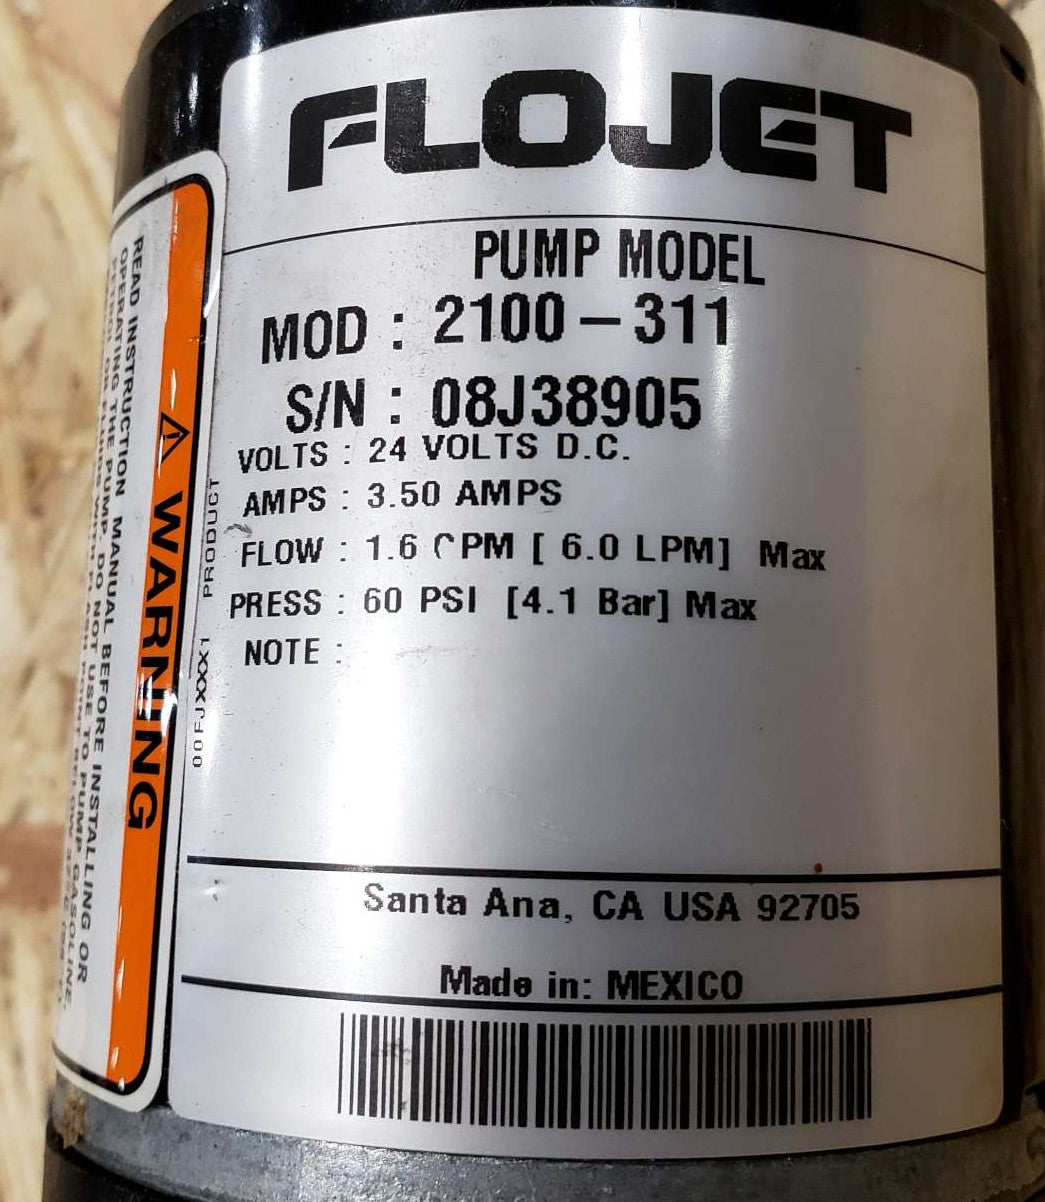 FLOJET
PUMP MODEL
MOD : 2100-311
S/N : 08J38905
VOLTS : 24 VOLTS D.C.
AMPS : 3.50 AMPS
FLOW : 1.6 GPM [ 6.0 LPM] Max
PRESS : 60 PSI [4.1 Bar] Max
NOTE :
Santa Ana, CA USA 92705
Made in: MEXICO
00FJXXX1 PRODUCT
WARNING
READ INSTRUCTION MANUAL BEFORE INSTALLING OR
OPERATING THE PUMP. DO NOT USE TO PUMP GASOLINE,